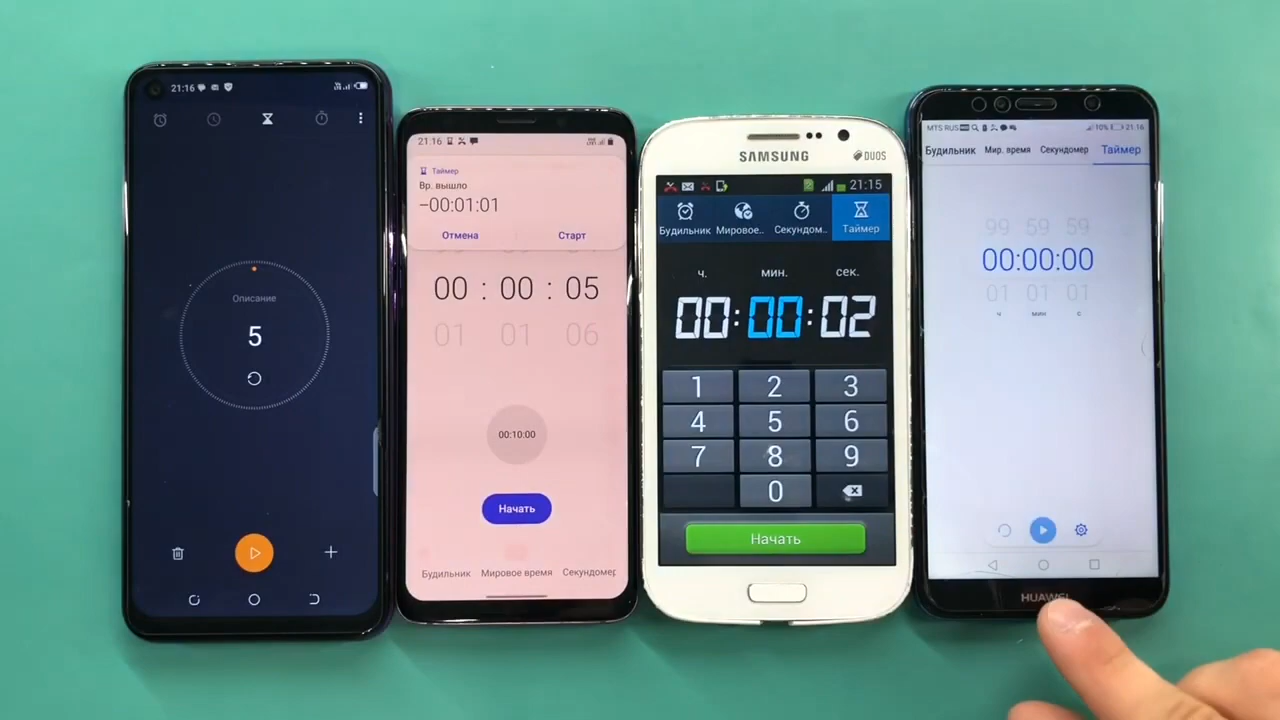 21:16
Описание
5
21:16
Таймер
Вр. вышло
−00:01:01
Отмена
Старт
00 : 00 : 05
01 01 06
00:10:00
Начать
Будильник Мировое время Секундомер
SAMSUNG
DUOS
21:15
Будильник Мировое.. Секундом.. Таймер
ч. мин. сек.
00:00:02
1 2 3
4 5 6
7 8 9
0
Начать
MTS RUS 10% 21:16
Будильник Мир. время Секундомер Таймер
99 59 59
00:00:00
01 01 01
ч мин с
HUAWEI